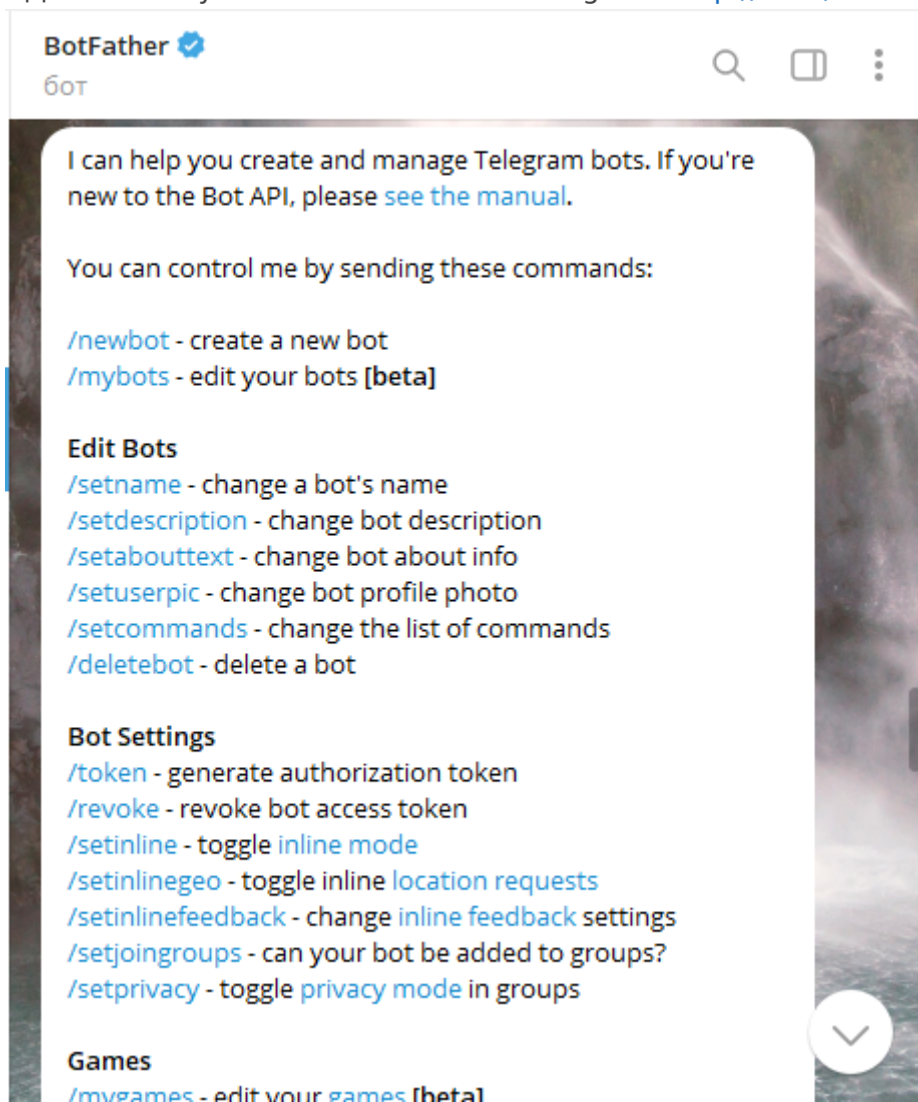 BotFather
бот
I can help you create and manage Telegram bots. If you're
new to the Bot API, please see the manual.
You can control me by sending these commands:
/newbot - create a new bot
/mybots - edit your bots [beta]
Edit Bots
/setname - change a bot's name
/setdescription - change bot description
/setabouttext - change bot about info
/setuserpic - change bot profile photo
/setcommands - change the list of commands
/deletebot - delete a bot
Bot Settings
/token - generate authorization token
/revoke - revoke bot access token
/setinline - toggle inline mode
/setinlinegeo - toggle inline location requests
/setinlinefeedback - change inline feedback settings
/setjoingroups - can your bot be added to groups?
/setprivacy - toggle privacy mode in groups
Games
/mygames - edit your games [beta]